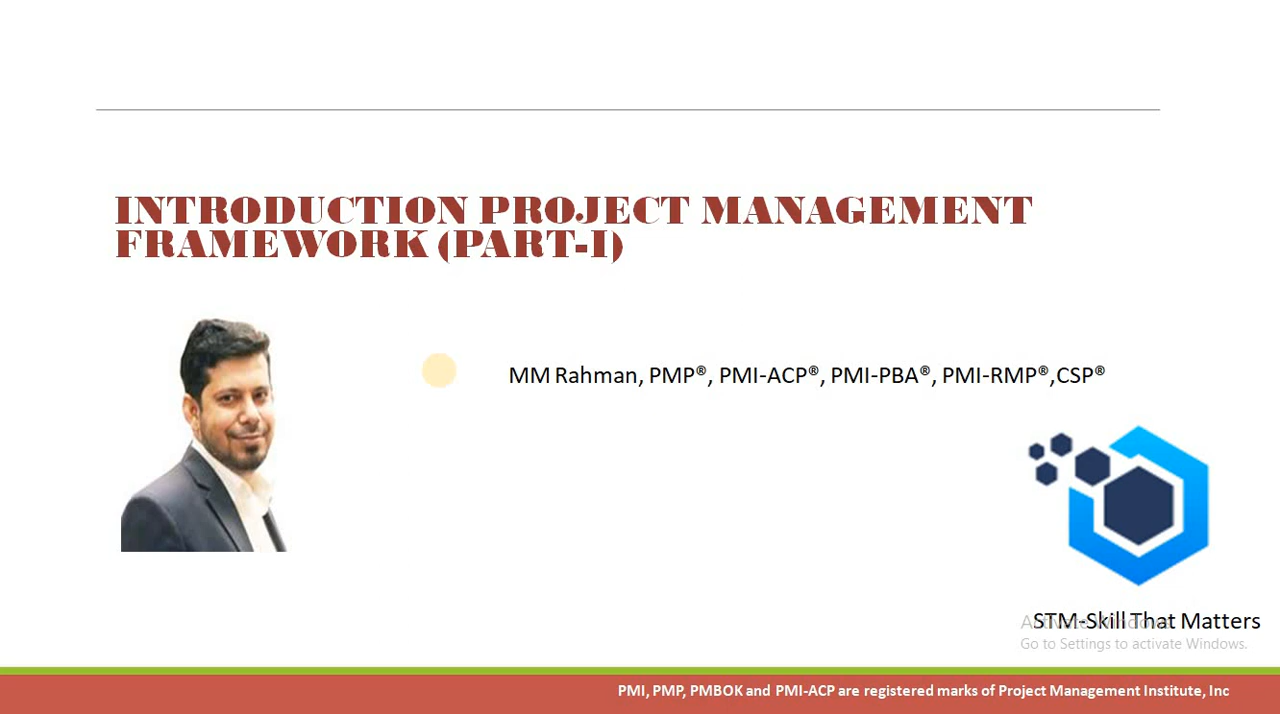 INTRODUCTION PROJECT MANAGEMENT
FRAMEWORK (PART-I)
MM Rahman, PMP®, PMI-ACP®, PMI-PBA®, PMI-RMP®,CSP®
STM-Skill That Matters
Activate Windows
Go to Settings to activate Windows.
PMI, PMP, PMBOK and PMI-ACP are registered marks of Project Management Institute, Inc